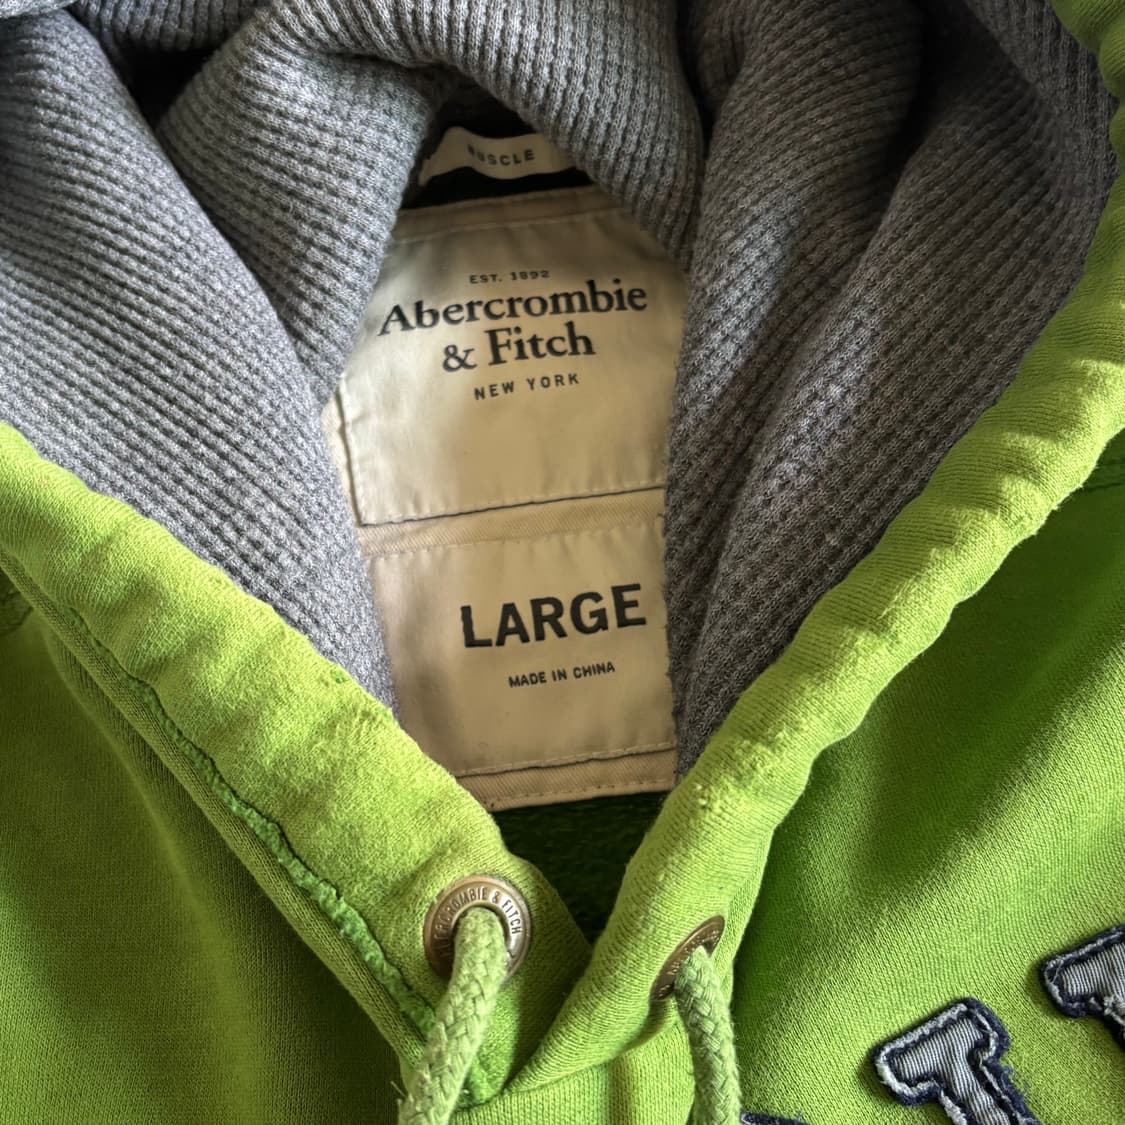 MUSCLE
EST. 1892
Abercrombie
& Fitch
NEW YORK
LARGE
MADE IN CHINA
ABERCROMBIE & FITCH